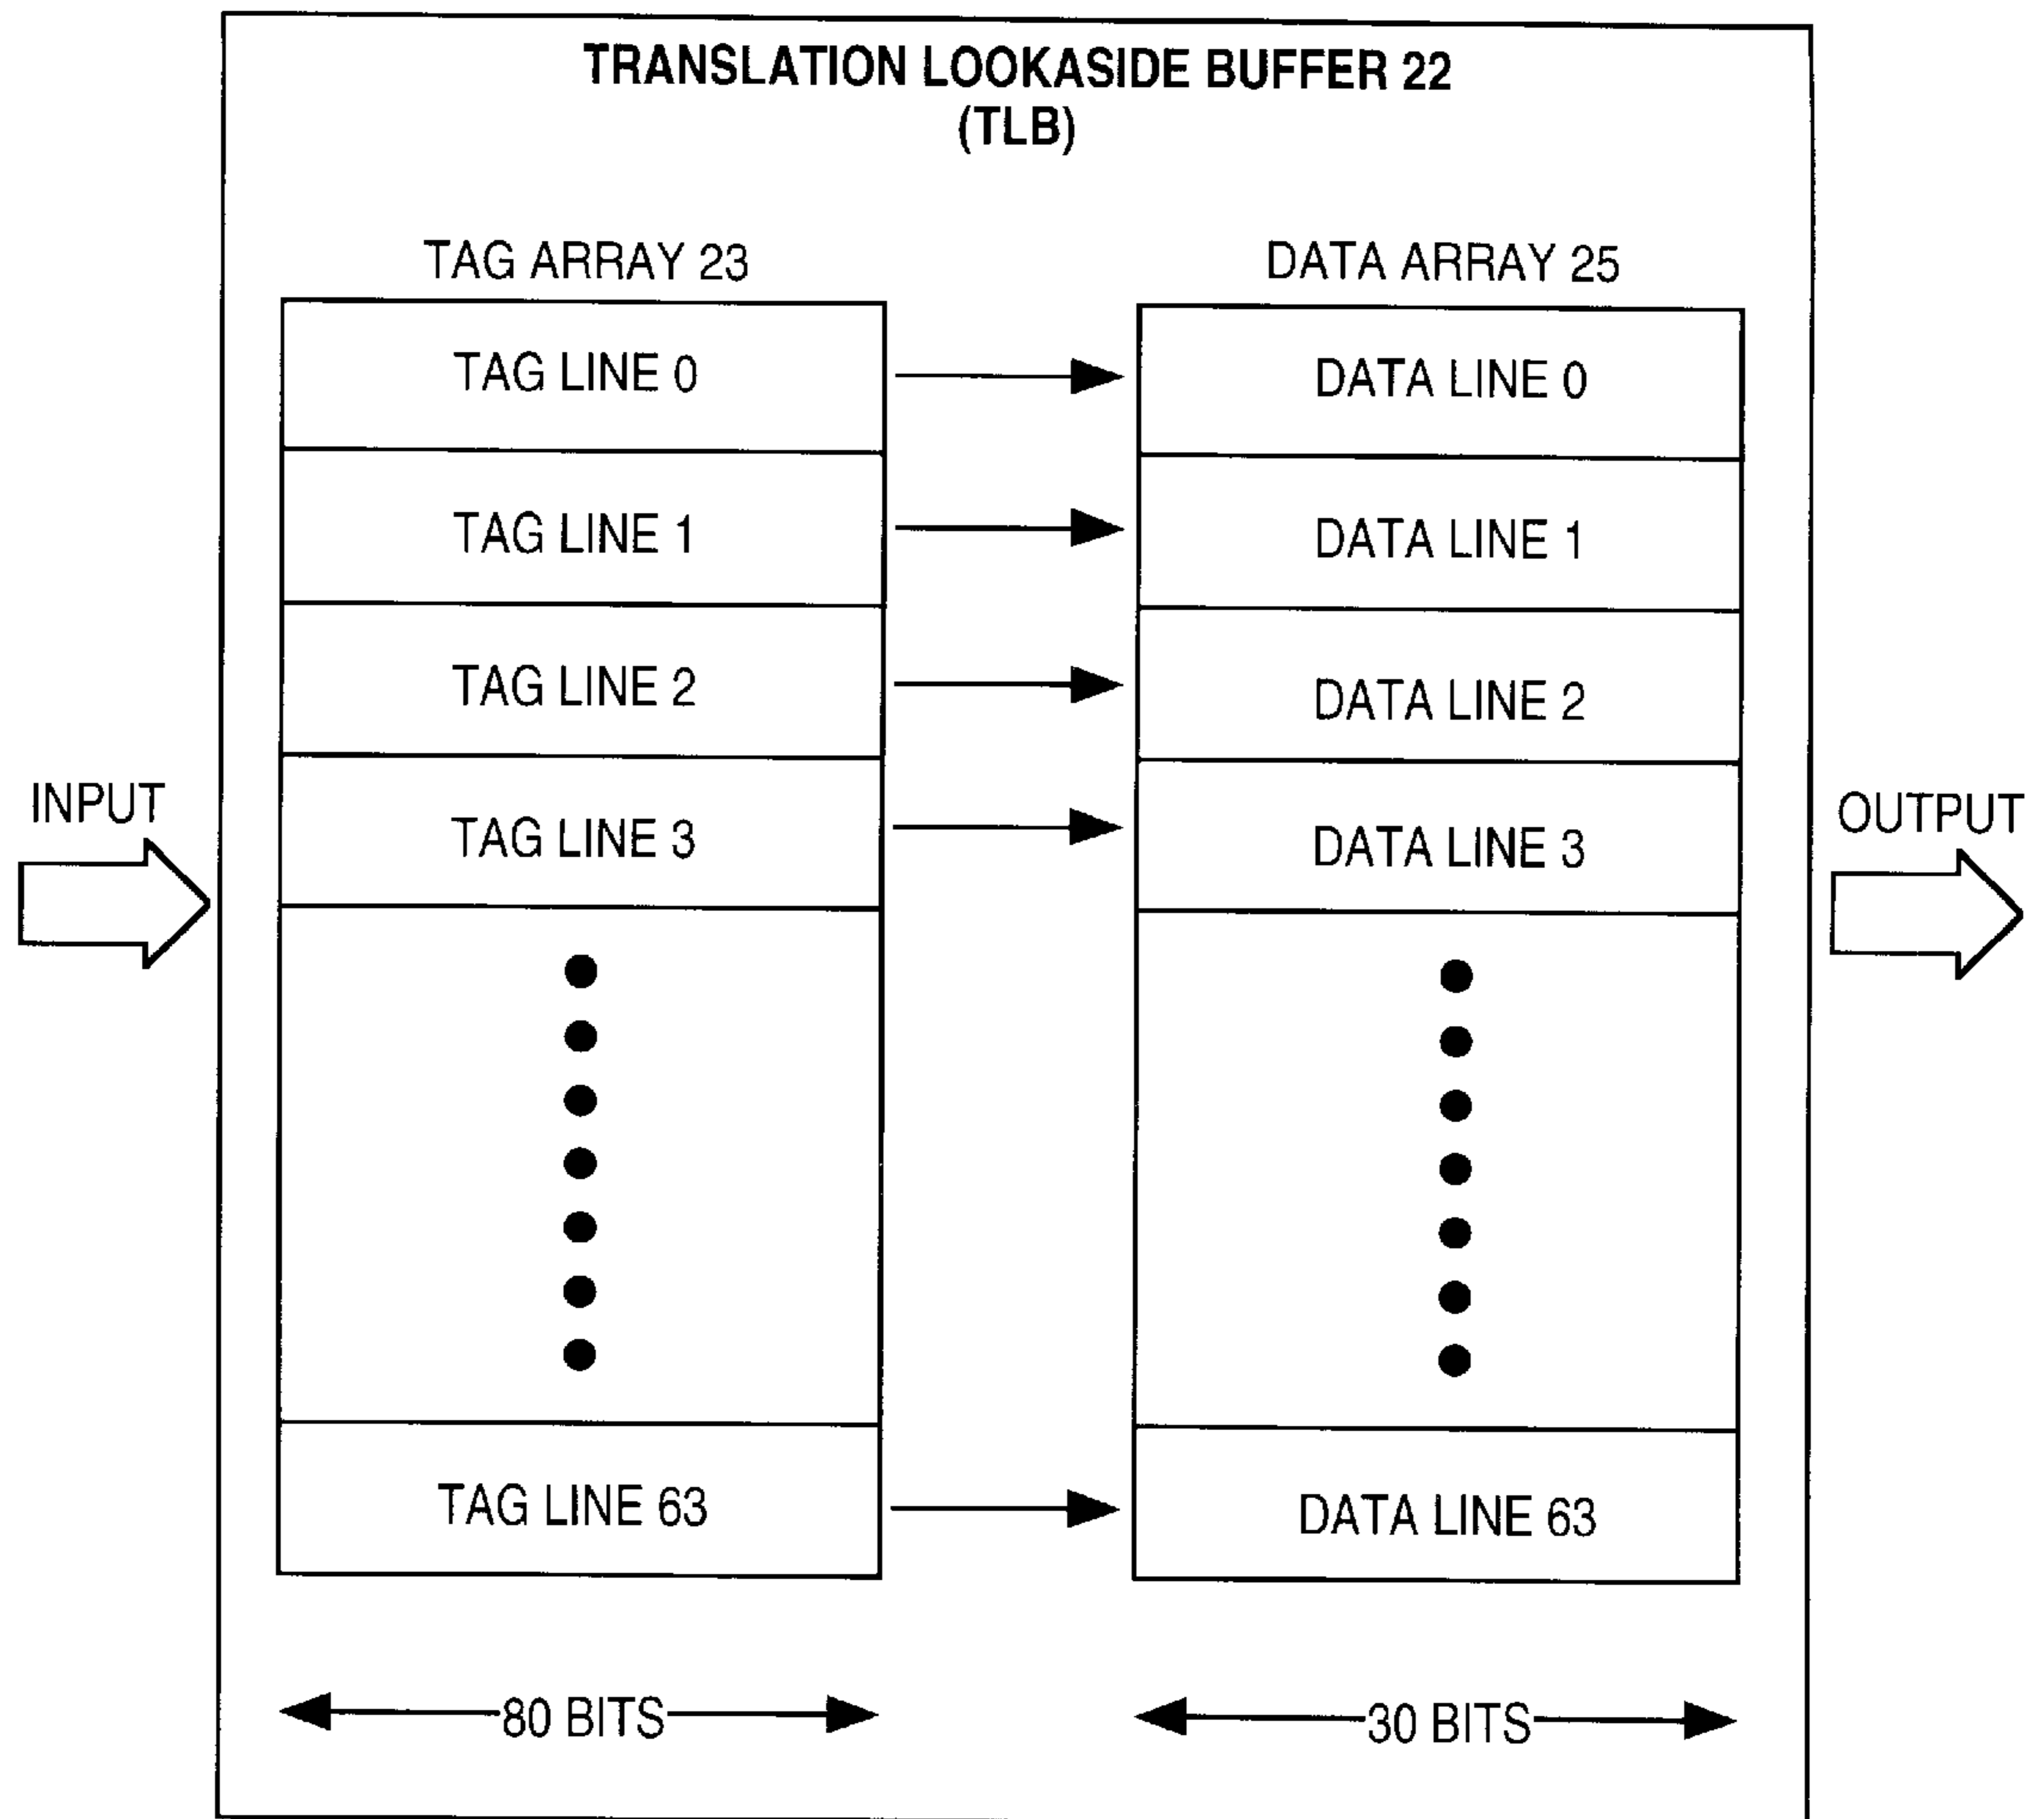 TRANSLATION LOOKASIDE BUFFER 22
(TLB)
TAG ARRAY 23
DATA ARRAY 25
TAG LINE 0
DATA LINE 0
TAG LINE 1
DATA LINE 1
TAG LINE 2
DATA LINE 2
INPUT
TAG LINE 3
DATA LINE 3
OUTPUT
TAG LINE 63
DATA LINE 63
80 BITS
30 BITS